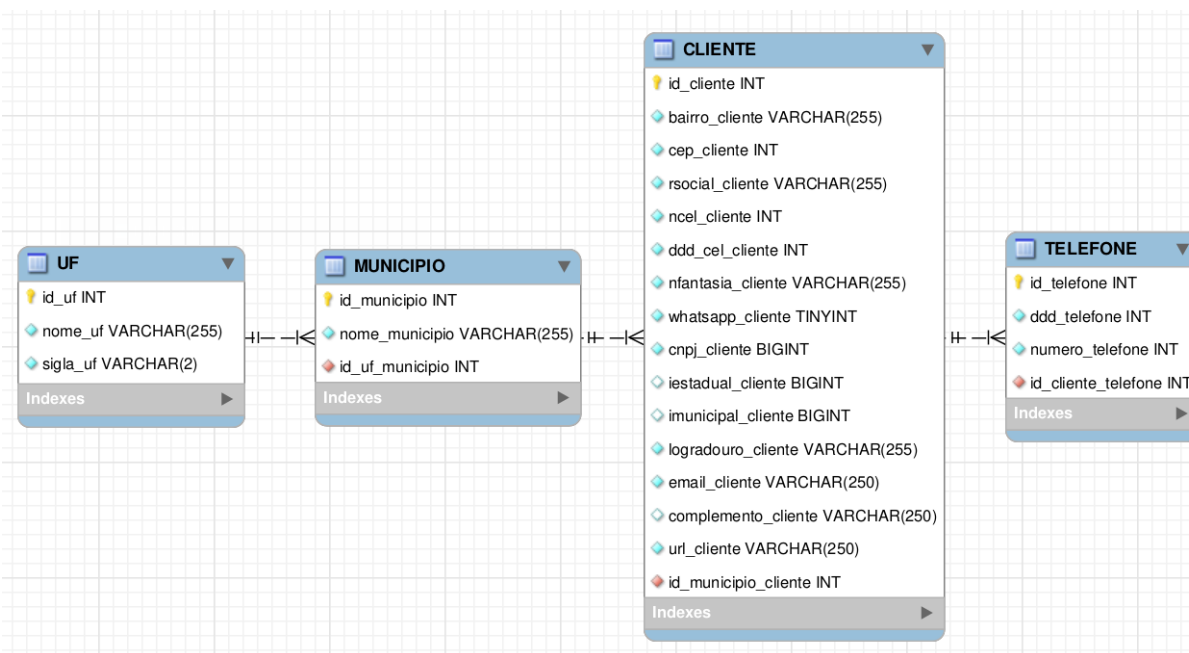 UF
id_uf INT
nome_uf VARCHAR(255)
sigla_uf VARCHAR(2)
Indexes
MUNICIPIO
id_municipio INT
nome_municipio VARCHAR(255)
id_uf_municipio INT
Indexes
CLIENTE
id_cliente INT
bairro_cliente VARCHAR(255)
cep_cliente INT
rsocial_cliente VARCHAR(255)
ncel_cliente INT
ddd_cel_cliente INT
nfantasia_cliente VARCHAR(255)
whatsapp_cliente TINYINT
cnpj_cliente BIGINT
iestadual_cliente BIGINT
imunicipal_cliente BIGINT
logradouro_cliente VARCHAR(255)
email_cliente VARCHAR(250)
complemento_cliente VARCHAR(250)
url_cliente VARCHAR(250)
id_municipio_cliente INT
Indexes
TELEFONE
id_telefone INT
ddd_telefone INT
numero_telefone INT
id_cliente_telefone INT
Indexes